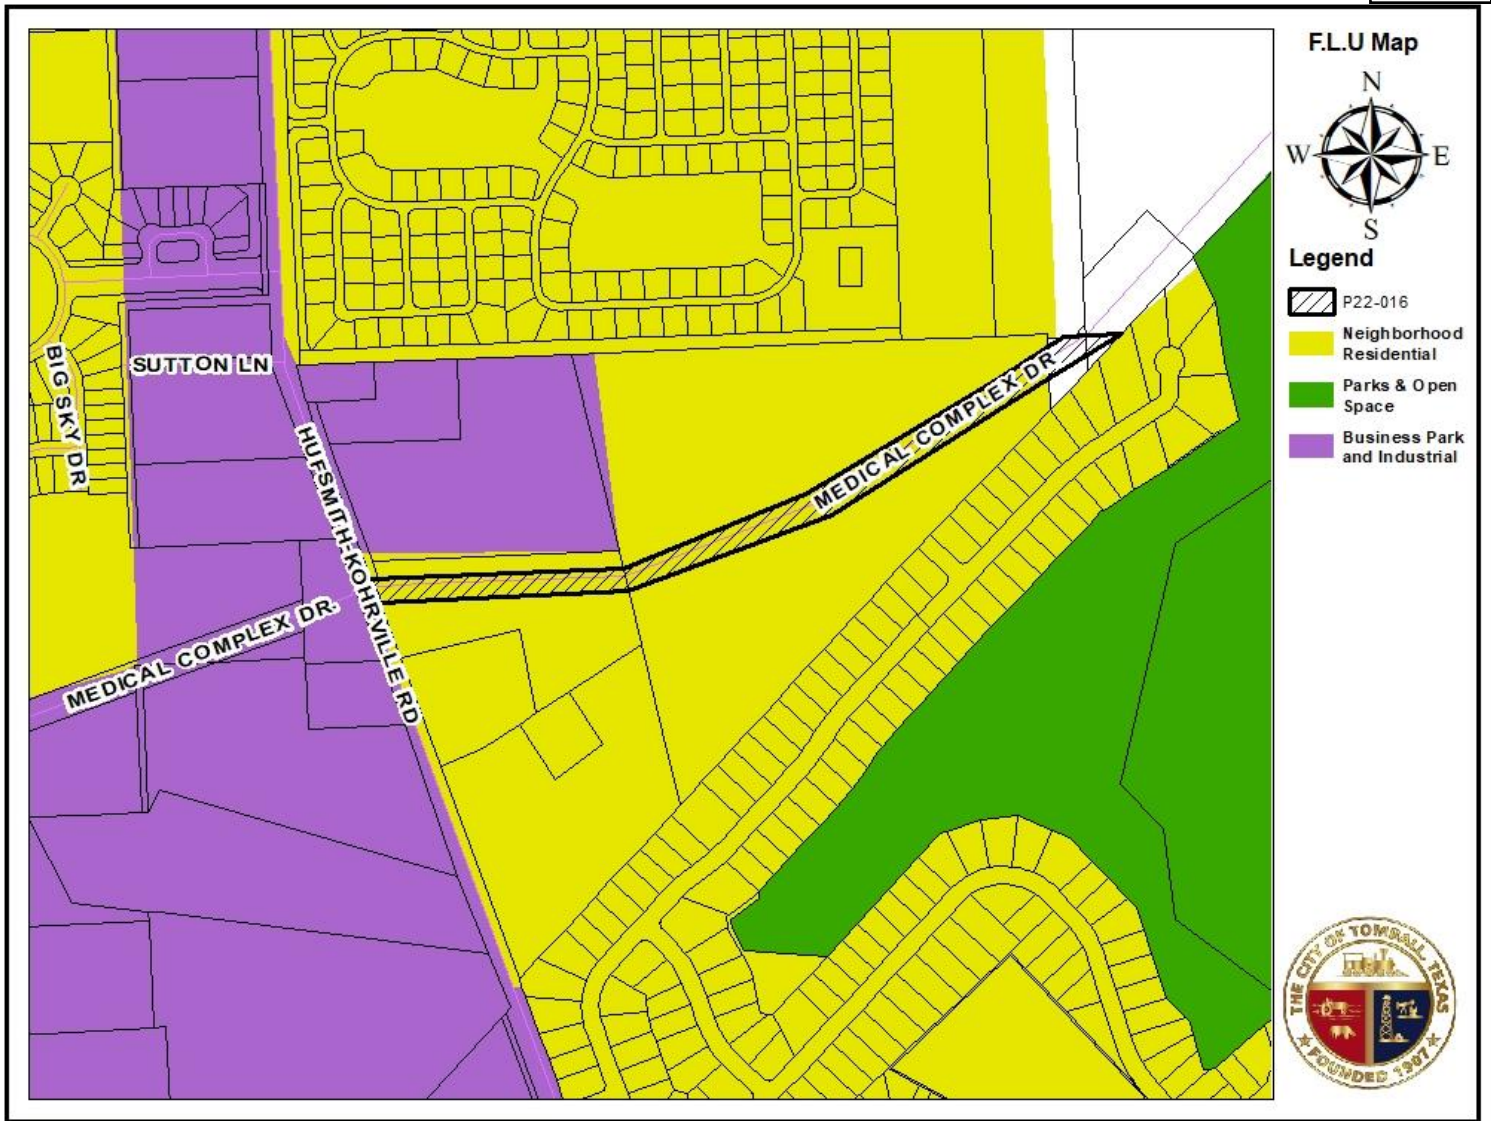 F.L.U Map
N
W
E
S
Legend
P22-016
Neighborhood
Residential
Parks & Open
Space
Business Park
and Industrial
BIG SKY DR
SUTTON LN
HUFSMITH-KOHRVILLE RD
MEDICAL COMPLEX DR
MEDICAL COMPLEX DR.
THE CITY OF TOMBALL, TEXAS
FOUNDED 1907